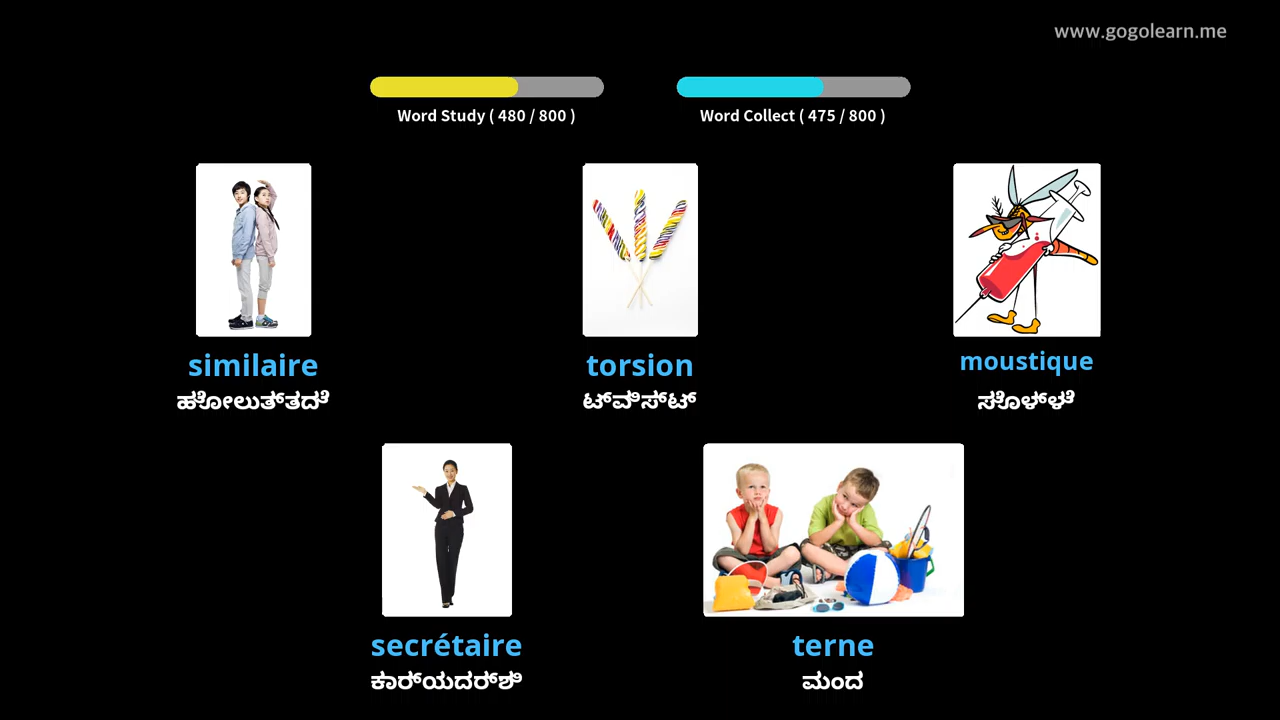 www.gogolearn.me
Word Study ( 480 / 800 )
Word Collect ( 475 / 800 )
similaire
ಹೋಲುತ್ತದೆ
torsion
ಟ್ವಿಸ್ಟ್
moustique
ಸೊಳ್ಳೆ
secrétaire
ಕಾರ್ಯದರ್ಶಿ
terne
ಮಂದ